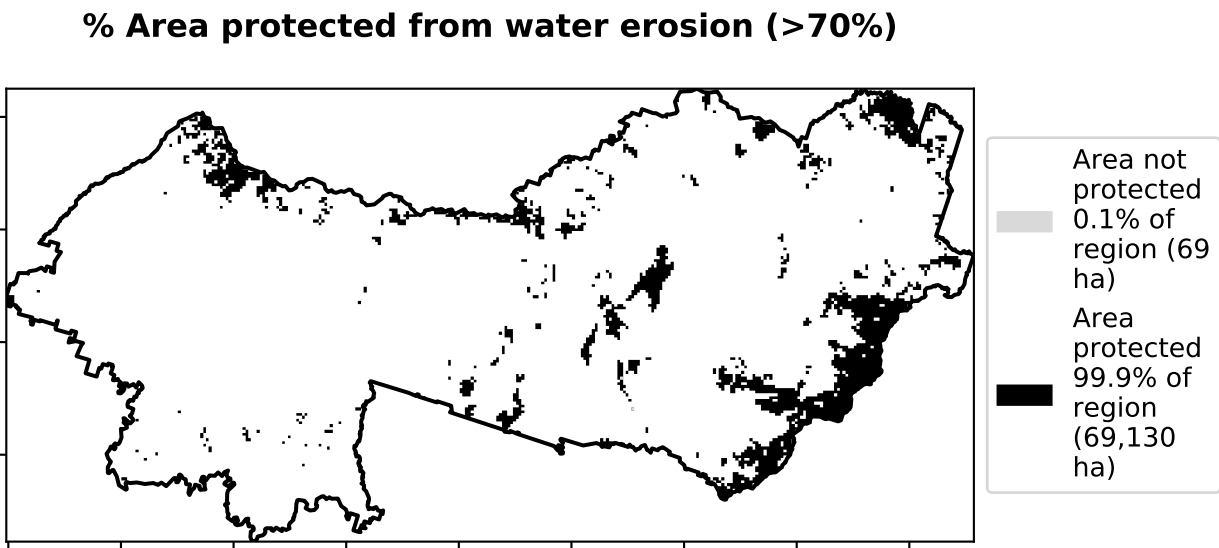 % Area protected from water erosion (>70%)
Area not
protected
0.1% of
region (69
ha)
Area
protected
99.9% of
region
(69,130
ha)